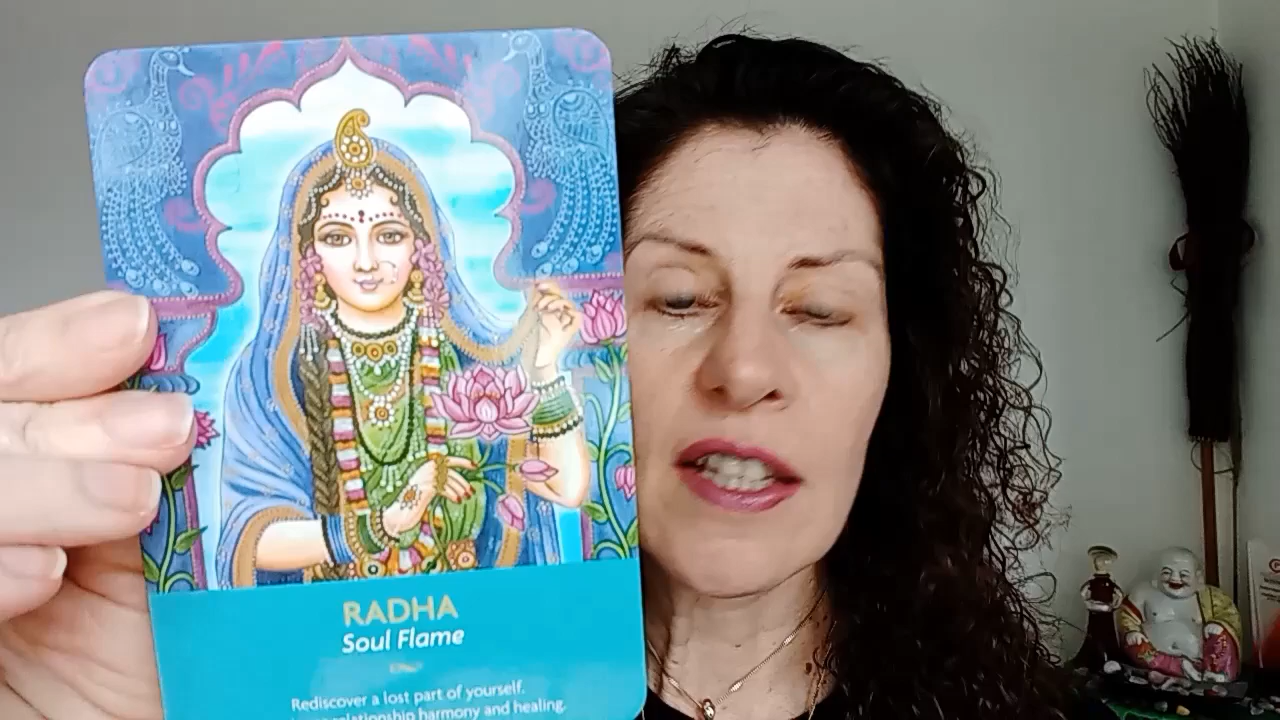 RADHA
Soul Flame
Rediscover a lost part of yourself.
relationship harmony and healing.